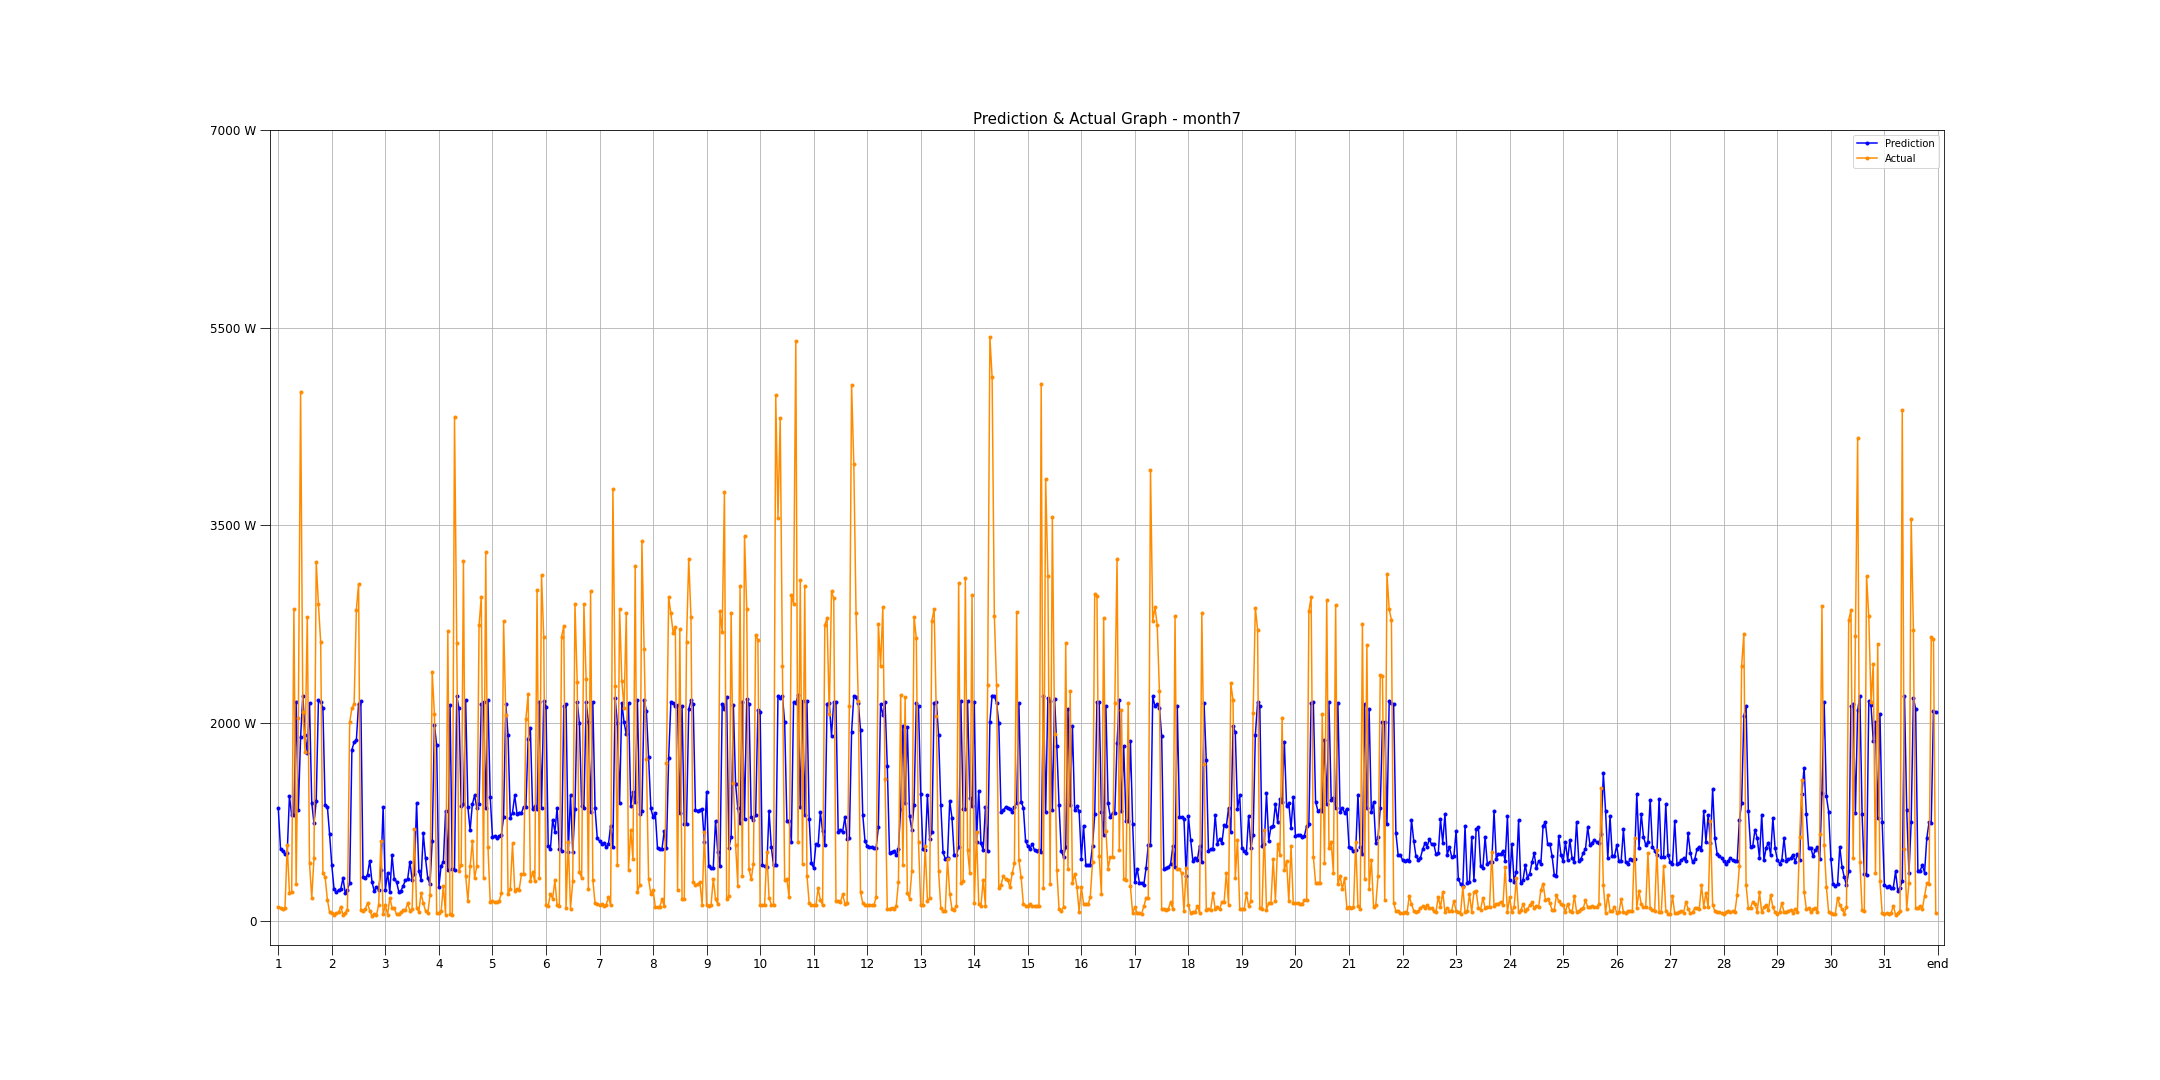 Prediction & Actual Graph - month7
7000 W
5500 W
3500 W
2000 W
0
Prediction
Actual
1 2 3 4 5 6 7 8 9 10 11 12 13 14 15 16 17 18 19 20 21 22 23 24 25 26 27 28 29 30 31 end